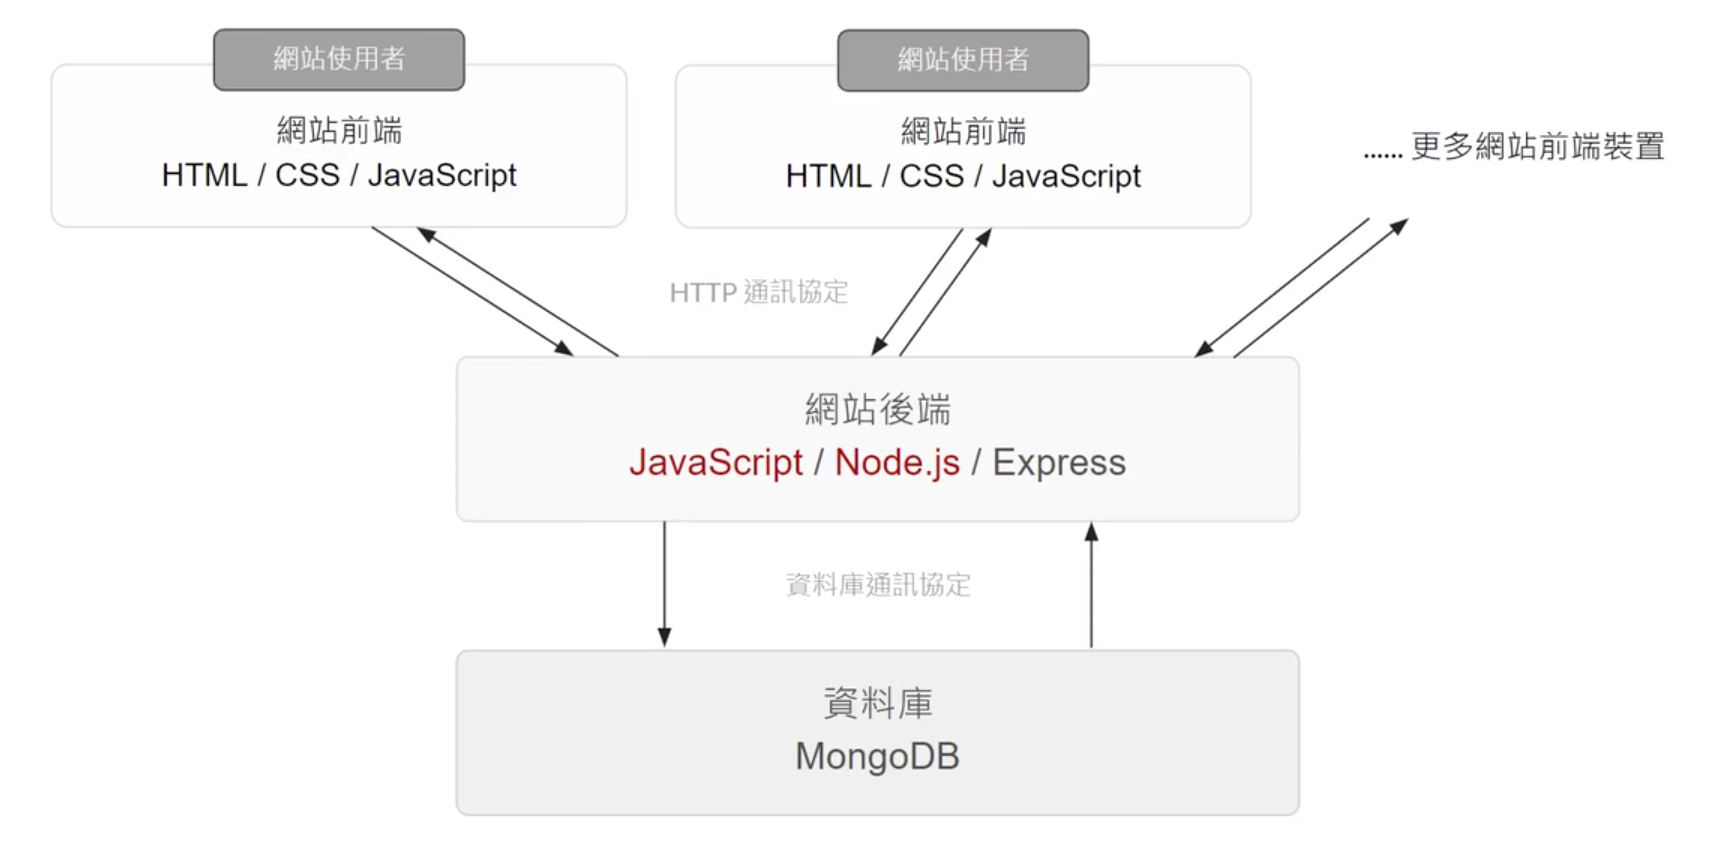 網站使用者
網站前端
HTML / CSS / JavaScript
網站使用者
網站前端
HTML / CSS / JavaScript
...... 更多網站前端裝置
HTTP 通訊協定
網站後端
JavaScript / Node.js / Express
資料庫通訊協定
資料庫
MongoDB